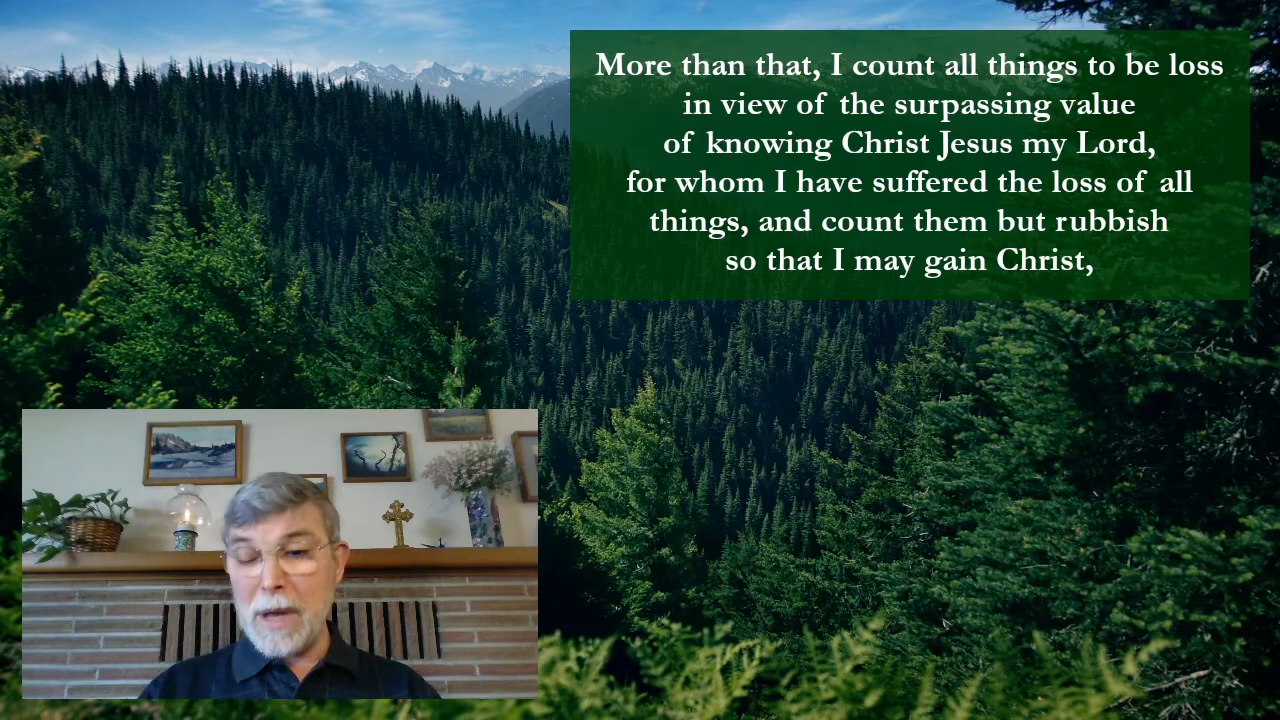 More than that, I count all things to be loss
in view of the surpassing value
of knowing Christ Jesus my Lord,
for whom I have suffered the loss of all
things, and count them but rubbish
so that I may gain Christ,